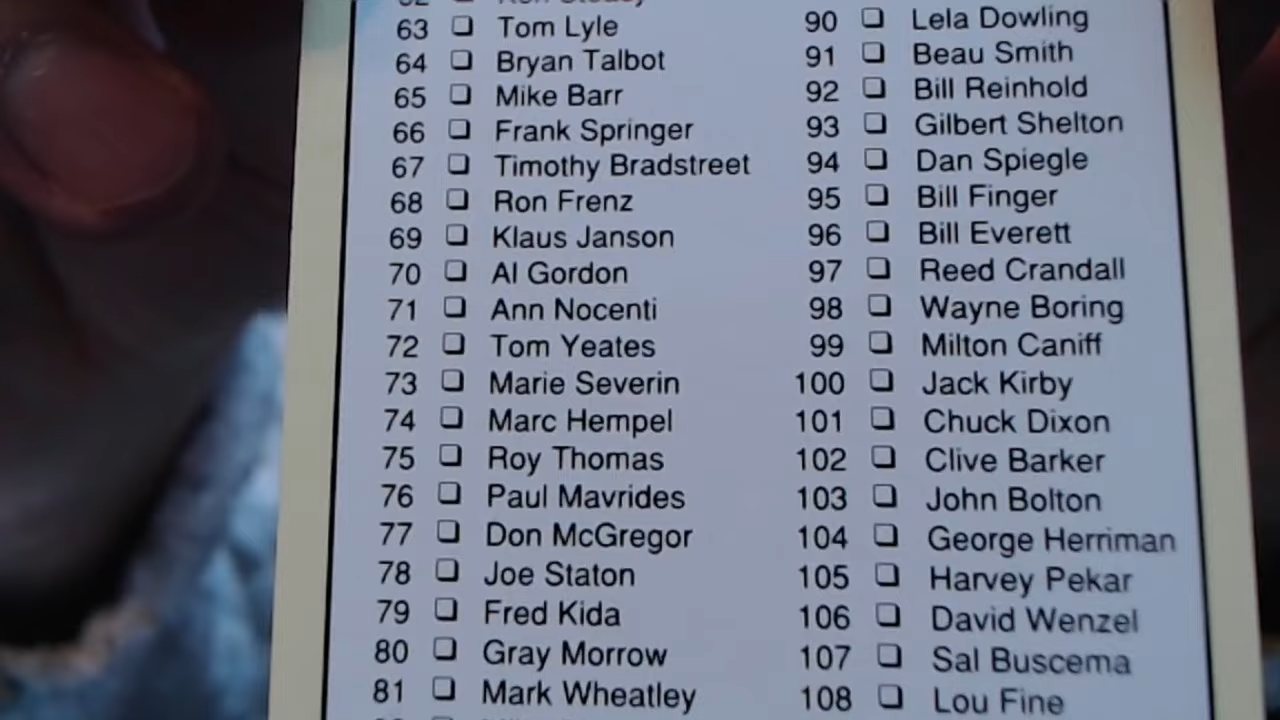 63 Tom Lyle
64 Bryan Talbot
65 Mike Barr
66 Frank Springer
67 Timothy Bradstreet
68 Ron Frenz
69 Klaus Janson
70 Al Gordon
71 Ann Nocenti
72 Tom Yeates
73 Marie Severin
74 Marc Hempel
75 Roy Thomas
76 Paul Mavrides
77 Don McGregor
78 Joe Staton
79 Fred Kida
80 Gray Morrow
81 Mark Wheatley
90 Lela Dowling
91 Beau Smith
92 Bill Reinhold
93 Gilbert Shelton
94 Dan Spiegle
95 Bill Finger
96 Bill Everett
97 Reed Crandall
98 Wayne Boring
99 Milton Caniff
100 Jack Kirby
101 Chuck Dixon
102 Clive Barker
103 John Bolton
104 George Herriman
105 Harvey Pekar
106 David Wenzel
107 Sal Buscema
108 Lou Fine